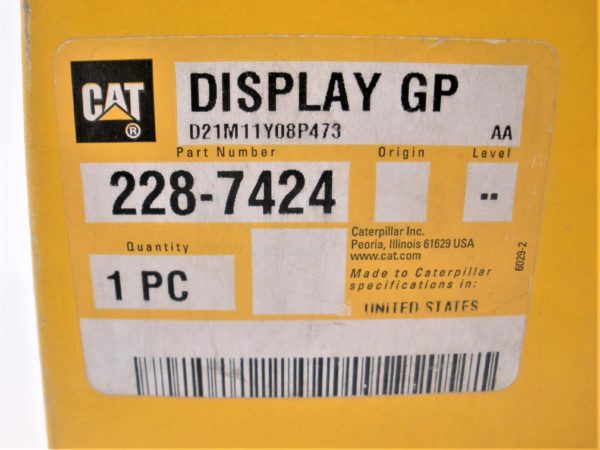 CAT ®
DISPLAY GP
D21M11Y08P473 AA
Part Number Origin Level
228-7424 --
Caterpillar Inc.
Peoria, Illinois 61629 USA
www.cat.com
Quantity
1 PC
Made to Caterpillar
specifications in:
UNITED STATES
6029-2